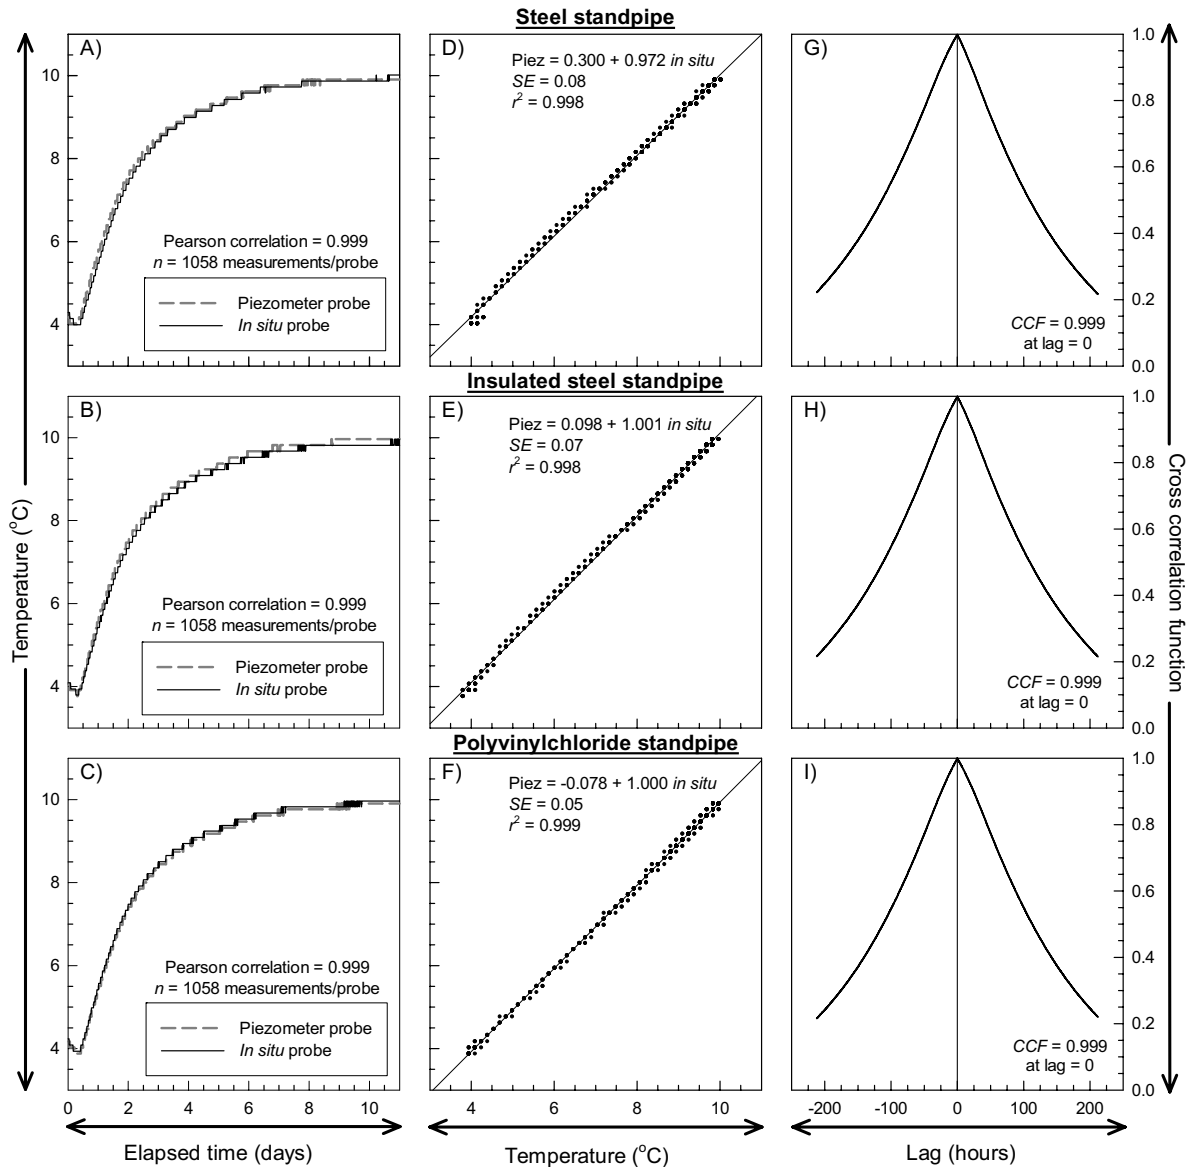 Steel standpipe
A)
10
8
6
4
Pearson correlation = 0.999
n = 1058 measurements/probe
Piezometer probe
In situ probe
D)
Piez = 0.300 + 0.972 in situ
SE = 0.08
r² = 0.998
G)
CCF = 0.999
at lag = 0
1.0
0.8
0.6
0.4
0.2
0.0
Insulated steel standpipe
B)
10
8
6
4
Pearson correlation = 0.999
n = 1058 measurements/probe
Piezometer probe
In situ probe
E)
Piez = 0.098 + 1.001 in situ
SE = 0.07
r² = 0.998
H)
CCF = 0.999
at lag = 0
1.0
0.8
0.6
0.4
0.2
0.0
Temperature (°C)
Cross correlation function
Polyvinylchloride standpipe
C)
10
8
6
4
Pearson correlation = 0.999
n = 1058 measurements/probe
Piezometer probe
In situ probe
F)
Piez = -0.078 + 1.000 in situ
SE = 0.05
r² = 0.999
I)
CCF = 0.999
at lag = 0
1.0
0.8
0.6
0.4
0.2
0.0
0 2 4 6 8 10
4 6 8 10
-200 -100 0 100 200
Elapsed time (days)
Temperature (°C)
Lag (hours)